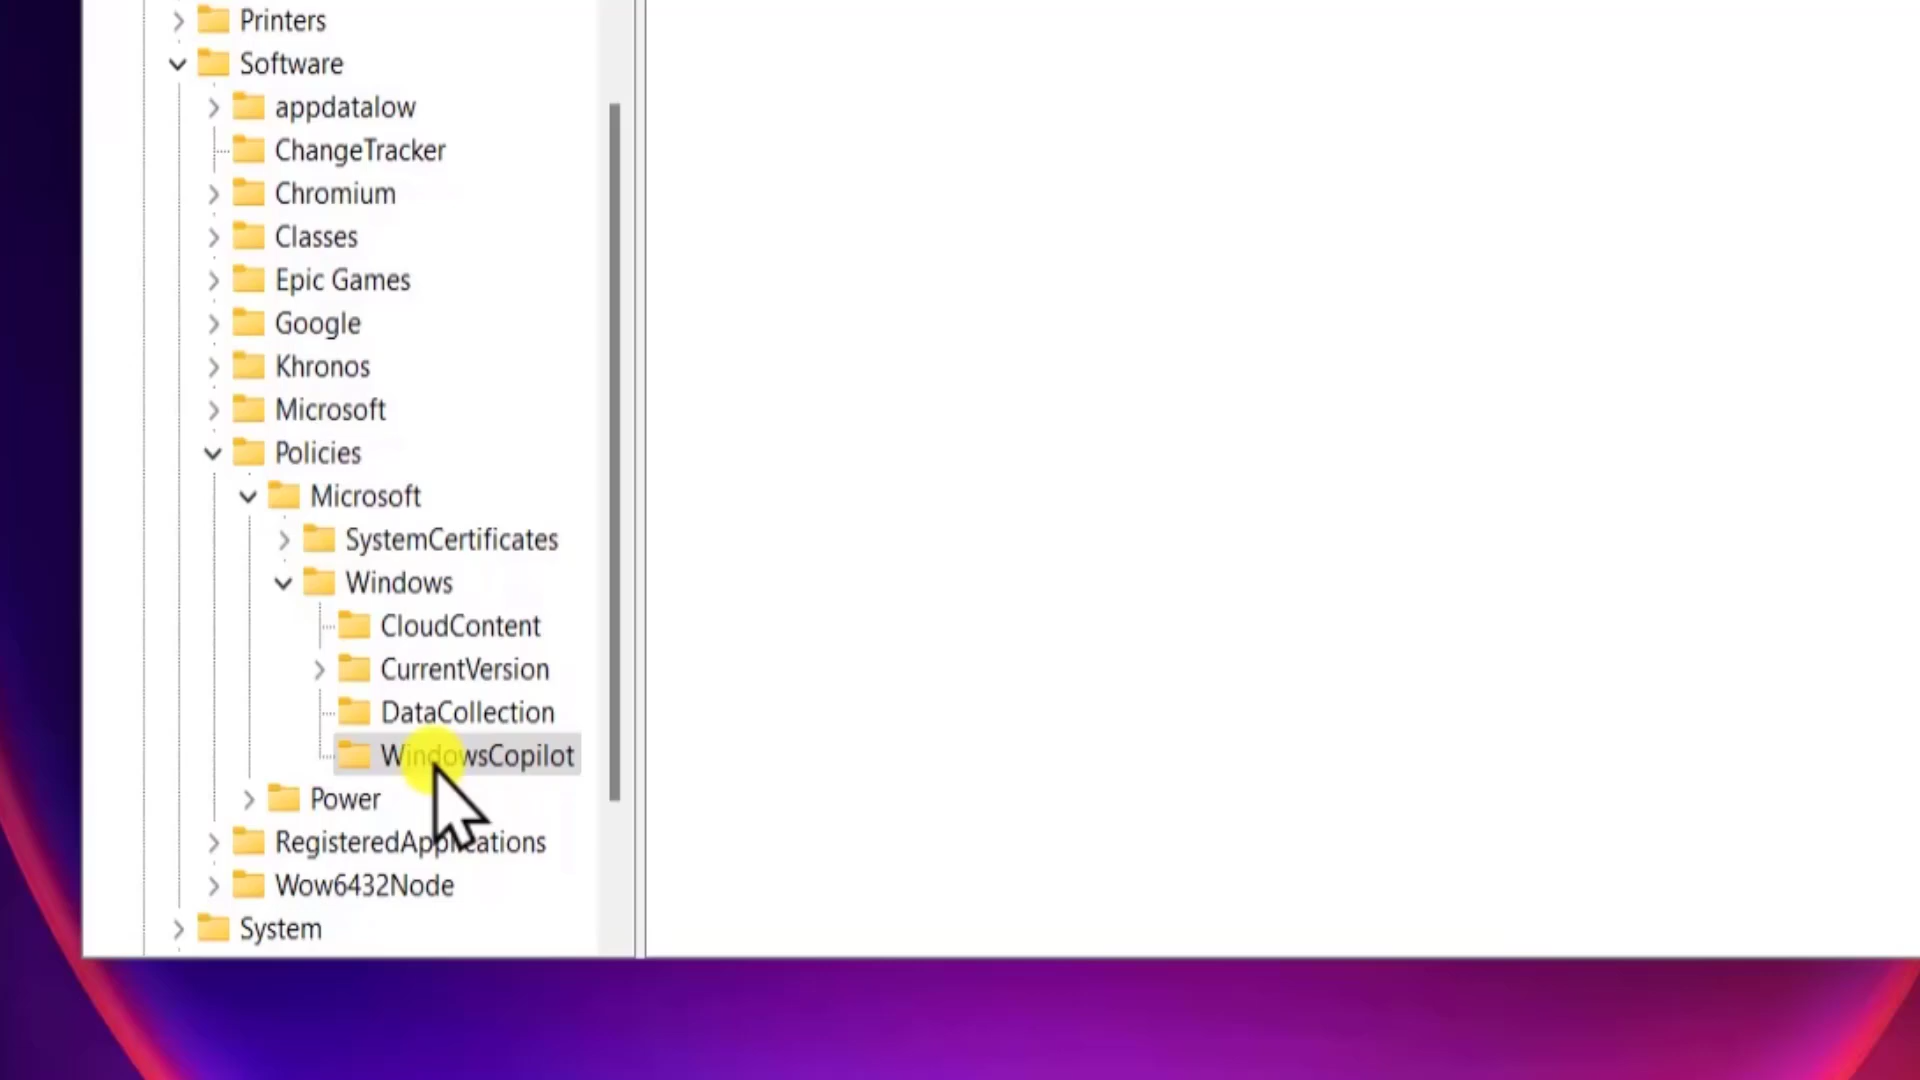 Printers
Software
appdatalow
ChangeTracker
Chromium
Classes
Epic Games
Google
Khronos
Microsoft
Policies
Microsoft
SystemCertificates
Windows
CloudContent
CurrentVersion
DataCollection
WindowsCopilot
Power
RegisteredApplications
Wow6432Node
System